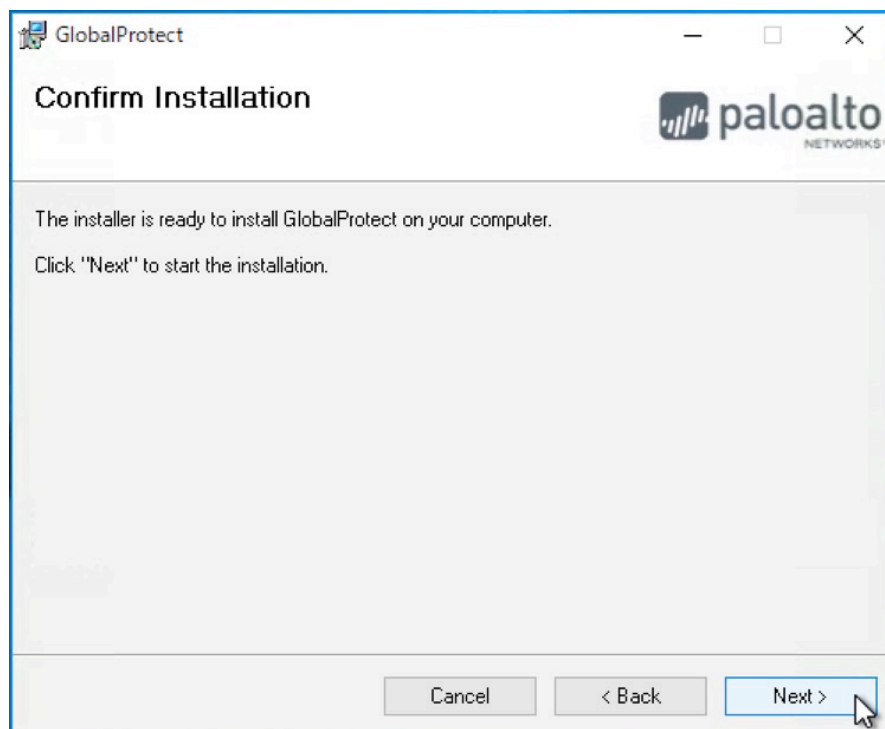 GlobalProtect
Confirm Installation
paloalto
NETWORKS
The installer is ready to install GlobalProtect on your computer.
Click "Next" to start the installation.
Cancel
< Back
Next >